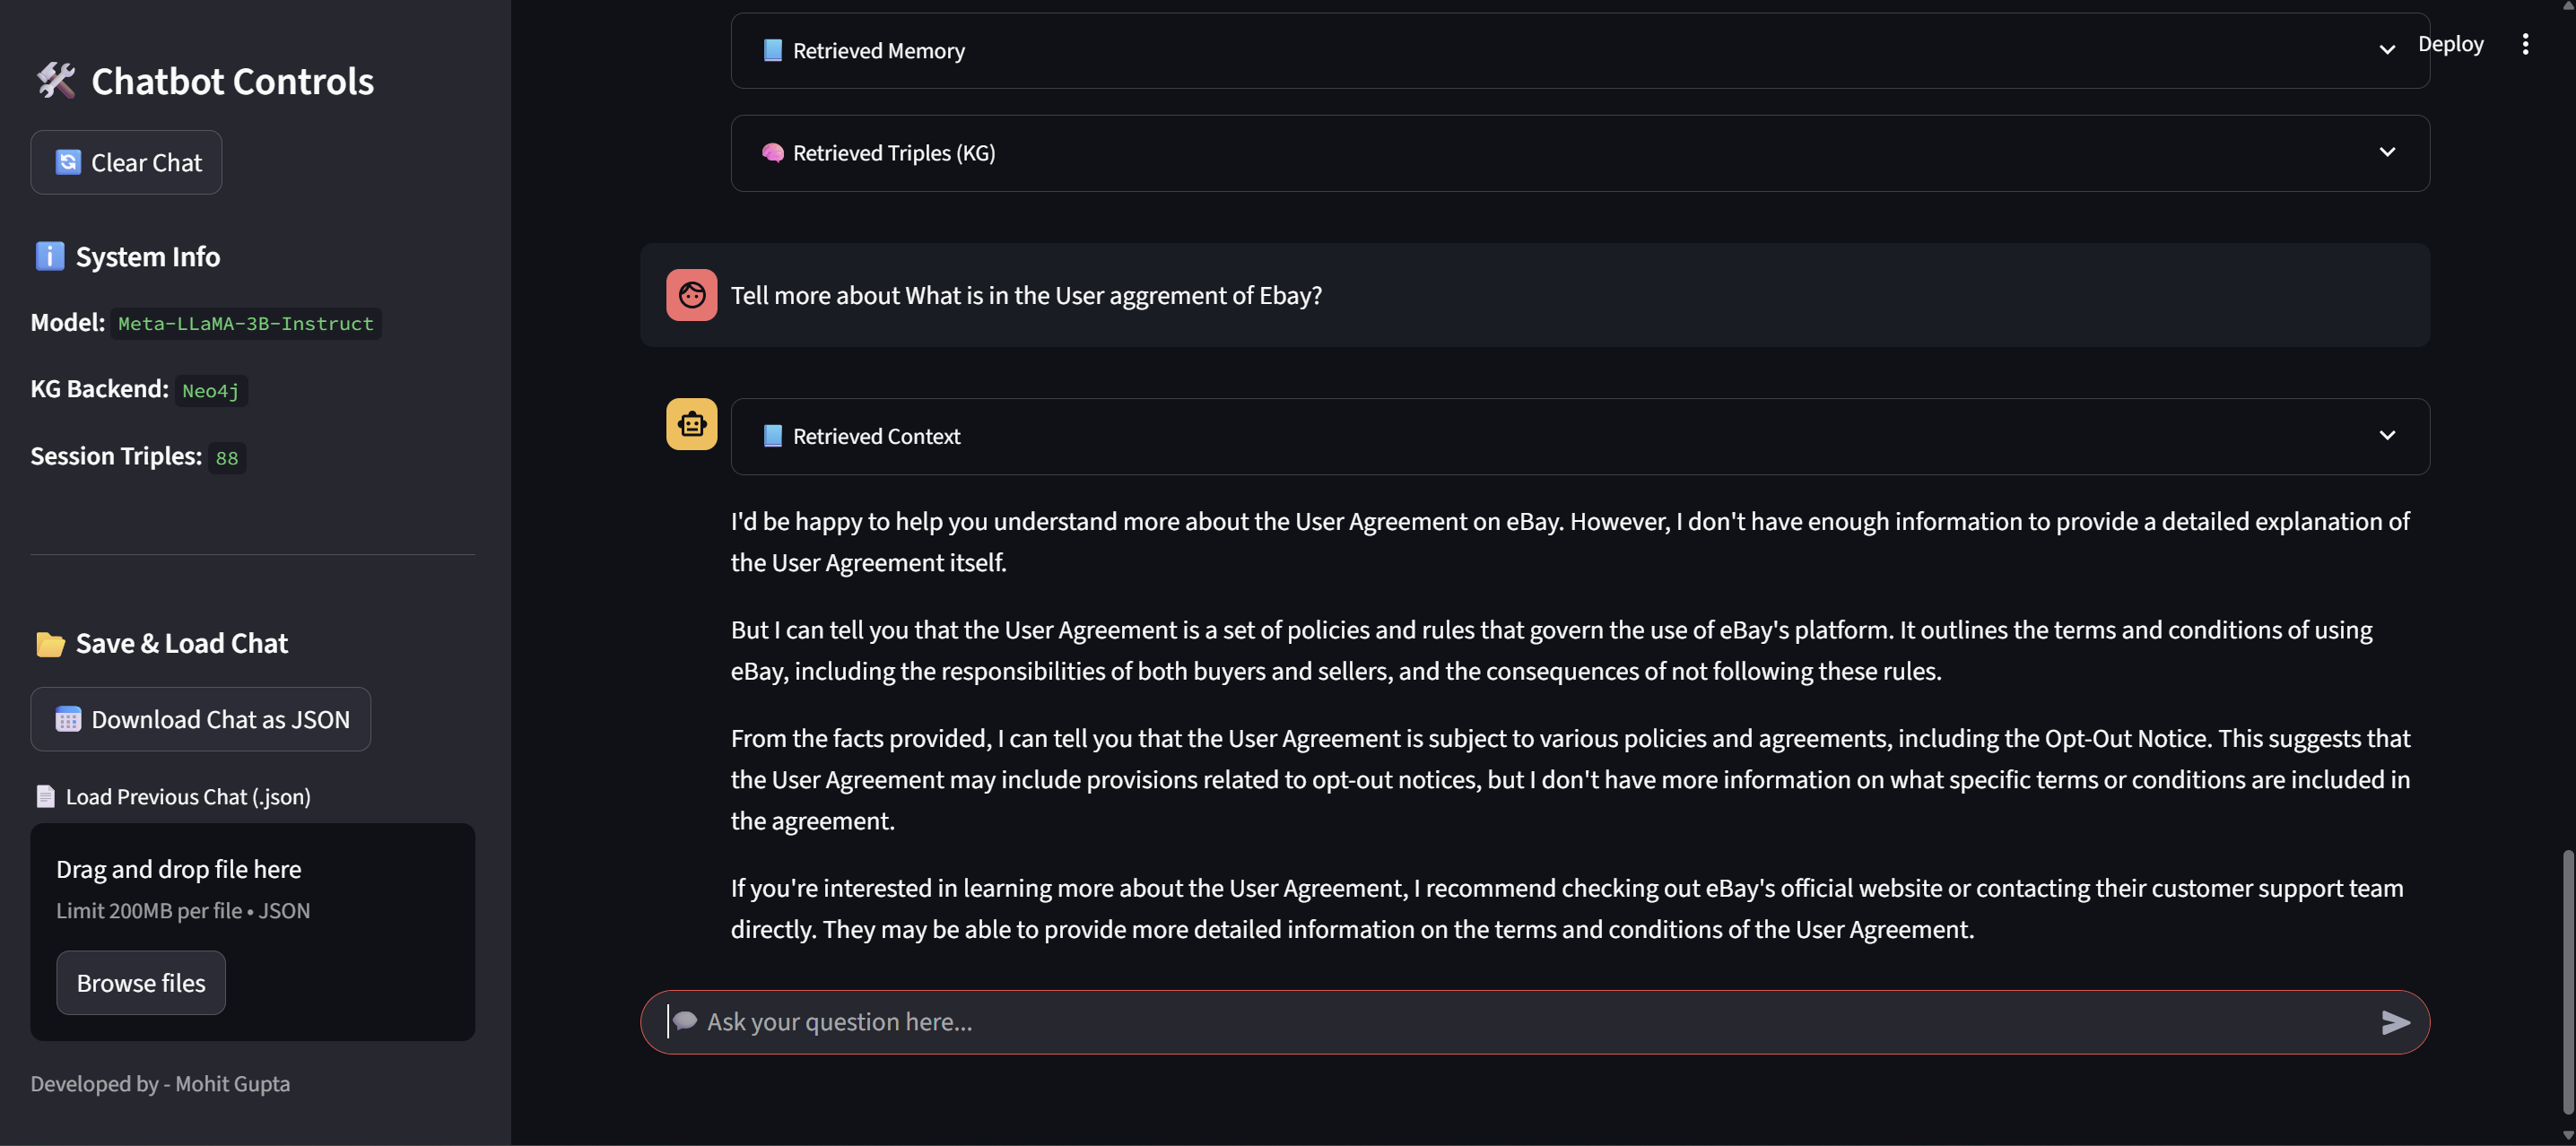 🛠️ Chatbot Controls
🔄 Clear Chat
ℹ️ System Info
Model: Meta-LLaMA-3B-Instruct
KG Backend: Neo4j
Session Triples: 88
📂 Save & Load Chat
Download Chat as JSON
Load Previous Chat (.json)
Drag and drop file here
Limit 200MB per file • JSON
Browse files
Developed by - Mohit Gupta
Deploy
📘 Retrieved Memory
🧠 Retrieved Triples (KG)
Tell more about What is in the User aggrement of Ebay?
📘 Retrieved Context
I'd be happy to help you understand more about the User Agreement on eBay. However, I don't have enough information to provide a detailed explanation of
the User Agreement itself.
But I can tell you that the User Agreement is a set of policies and rules that govern the use of eBay's platform. It outlines the terms and conditions of using
eBay, including the responsibilities of both buyers and sellers, and the consequences of not following these rules.
From the facts provided, I can tell you that the User Agreement is subject to various policies and agreements, including the Opt-Out Notice. This suggests that
the User Agreement may include provisions related to opt-out notices, but I don't have more information on what specific terms or conditions are included in
the agreement.
If you're interested in learning more about the User Agreement, I recommend checking out eBay's official website or contacting their customer support team
directly. They may be able to provide more detailed information on the terms and conditions of the User Agreement.
💬 Ask your question here...